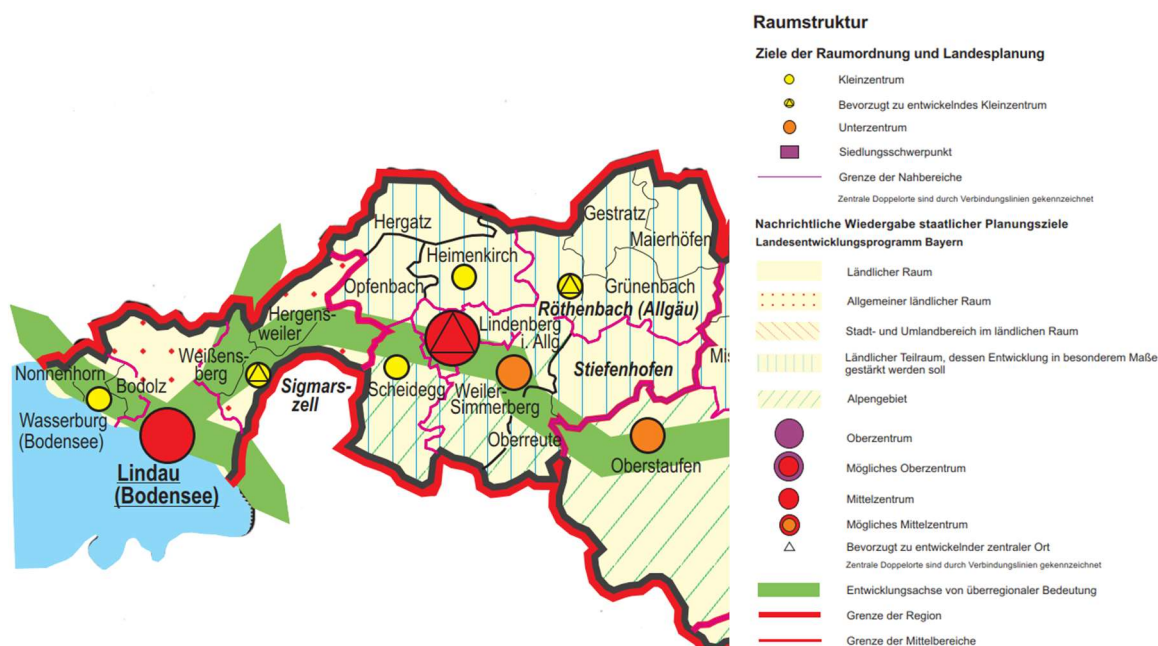 Hergatz
Gestratz
Maierhöfen
Heimenkirch
Opfenbach
Grünenbach
Röthenbach (Allgäu)
Hergens-
weiler
Lindenberg
i. Allg
Weißens-
berg
Stiefenhofen
Nonnenhorn
Bodolz
Sigmars-
zell
Scheidegg
Weiler-
Simmerberg
Wasserburg
(Bodensee)
Oberreute
Lindau
(Bodensee)
Oberstaufen
Raumstruktur
Ziele der Raumordnung und Landesplanung
Kleinzentrum
Bevorzugt zu entwickelndes Kleinzentrum
Unterzentrum
Siedlungsschwerpunkt
Grenze der Nahbereiche
Zentrale Doppelorte sind durch Verbindungslinien gekennzeichnet
Nachrichtliche Wiedergabe staatlicher Planungsziele
Landesentwicklungsprogramm Bayern
Ländlicher Raum
Allgemeiner ländlicher Raum
Stadt- und Umlandbereich im ländlichen Raum
Ländlicher Teilraum, dessen Entwicklung in besonderem Maße
gestärkt werden soll
Alpengebiet
Oberzentrum
Mögliches Oberzentrum
Mittelzentrum
Mögliches Mittelzentrum
Bevorzugt zu entwickelnder zentraler Ort
Zentrale Doppelorte sind durch Verbindungslinien gekennzeichnet
Entwicklungsachse von überregionaler Bedeutung
Grenze der Region
Grenze der Mittelbereiche